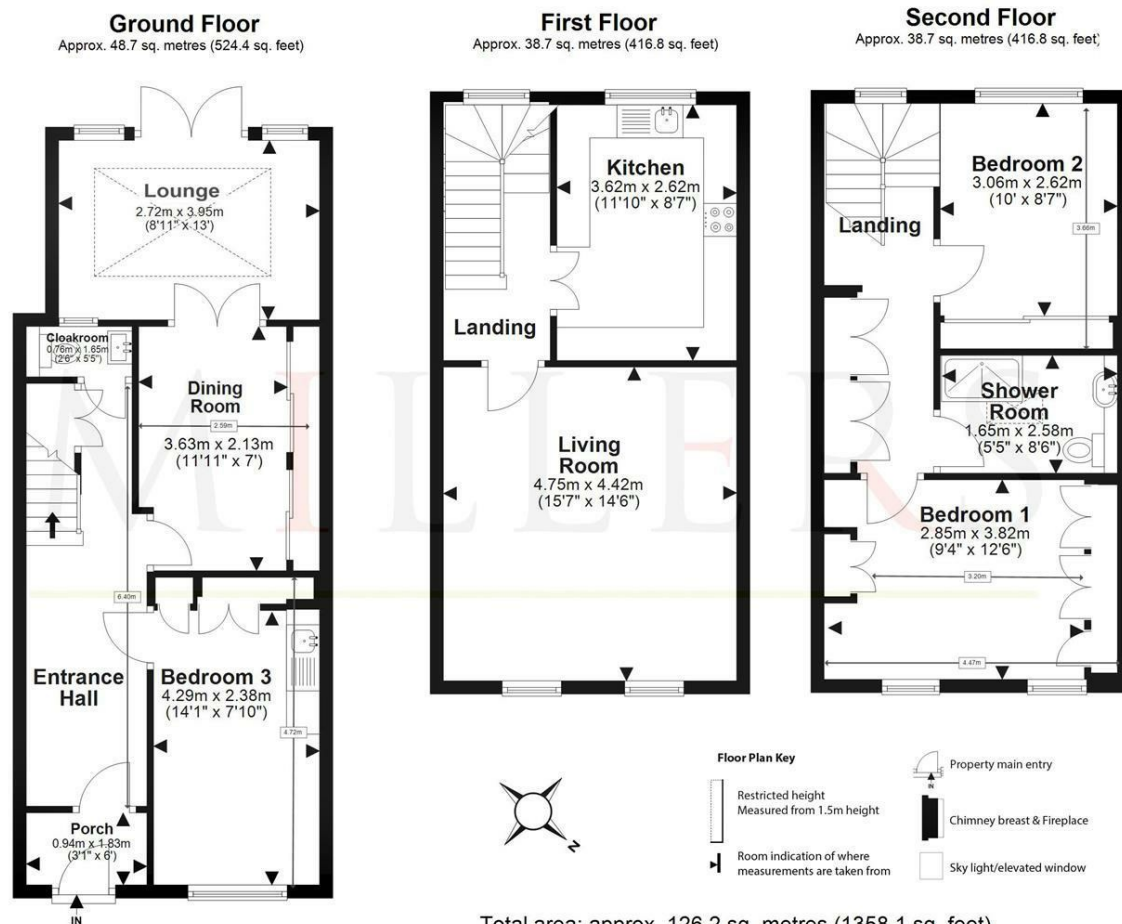 Ground Floor
Approx. 48.7 sq. metres (524.4 sq. feet)
Lounge
2.72m x 3.95m
(8'11" x 13')
Cloakroom
0.76m x 1.65m
(2'6" x 5'5")
Dining
Room
2.59m
3.63m x 2.13m
(11'11" x 7')
6.40m
Entrance
Hall
Bedroom 3
4.29m x 2.38m
(14'1" x 7'10")
4.72m
Porch
0.94m x 1.83m
(3'1" x 6')
IN
First Floor
Approx. 38.7 sq. metres (416.8 sq. feet)
Kitchen
3.62m x 2.62m
(11'10" x 8'7")
Landing
Living
Room
4.75m x 4.42m
(15'7" x 14'6")
Second Floor
Approx. 38.7 sq. metres (416.8 sq. feet)
Bedroom 2
3.06m x 2.62m
(10' x 8'7")
3.66m
Landing
Shower
Room
1.65m x 2.58m
(5'5" x 8'6")
Bedroom 1
2.85m x 3.82m
(9'4" x 12'6")
3.20m
4.47m
MILLERS
N
Floor Plan Key
Restricted height
Measured from 1.5m height
Room indication of where
measurements are taken from
Property main entry
IN
Chimney breast & Fireplace
Sky light/elevated window
Total area: approx. 126.2 sq. metres (1358.1 sq. feet)